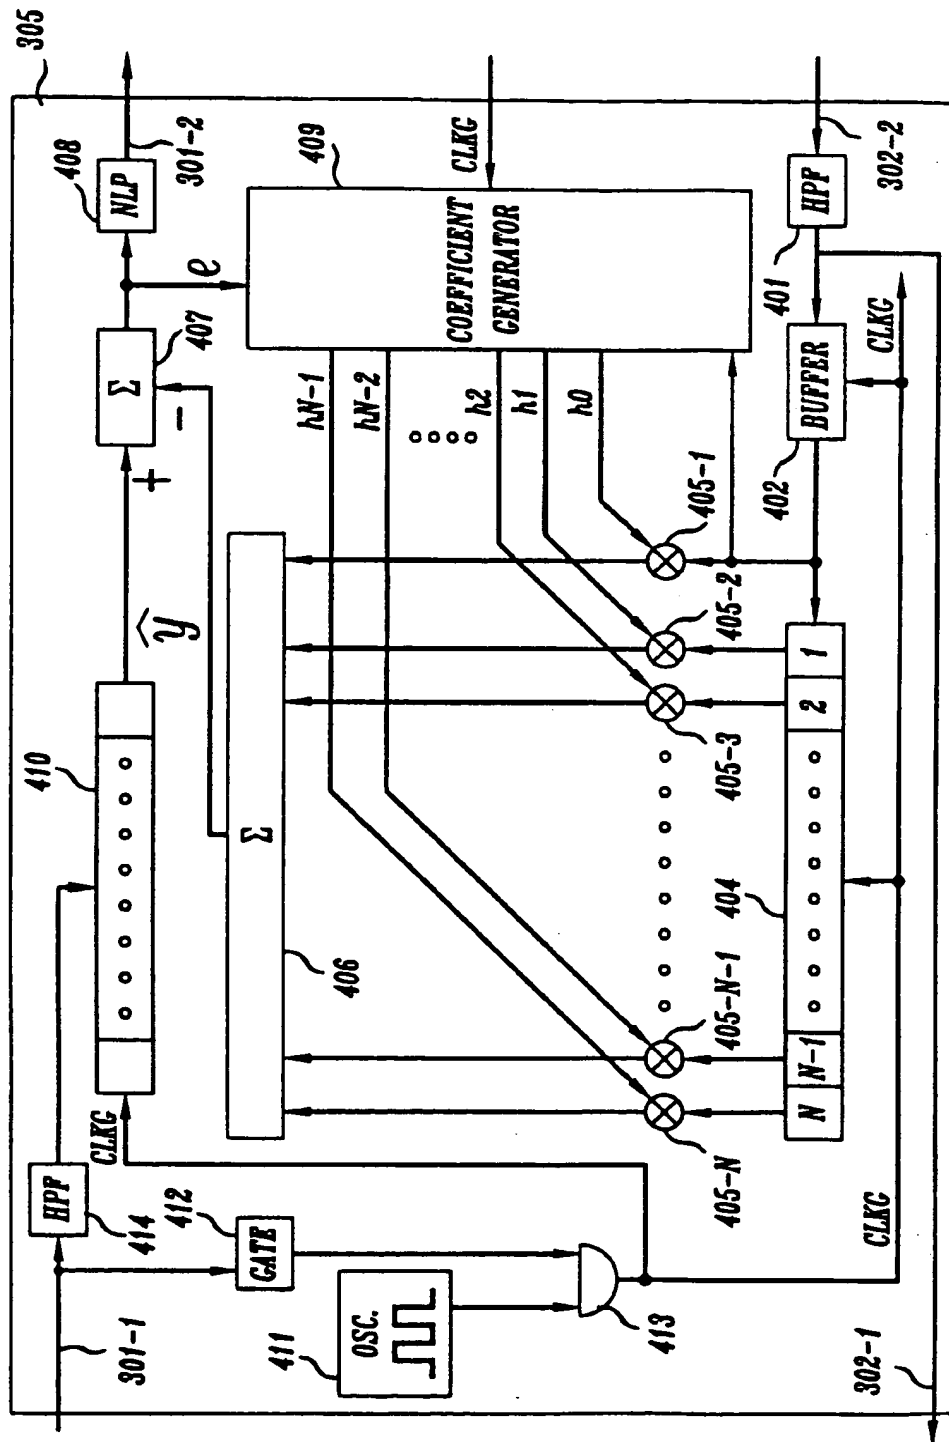 305
301-1
HPF
414
GATE
412
OSC.
411
413
CLKG
410
ŷ
+
-
Σ
407
NLP
408
301-2
e
Σ
406
COEFFICIENT
GENERATOR
409
CLKG
hN-1
hN-2
h2
h1
h0
405-N
405-N-1
405-3
405-2
405-1
N
N-1
2
1
404
BUFFER
402
HPF
401
302-2
CLKG
CLKG
302-1